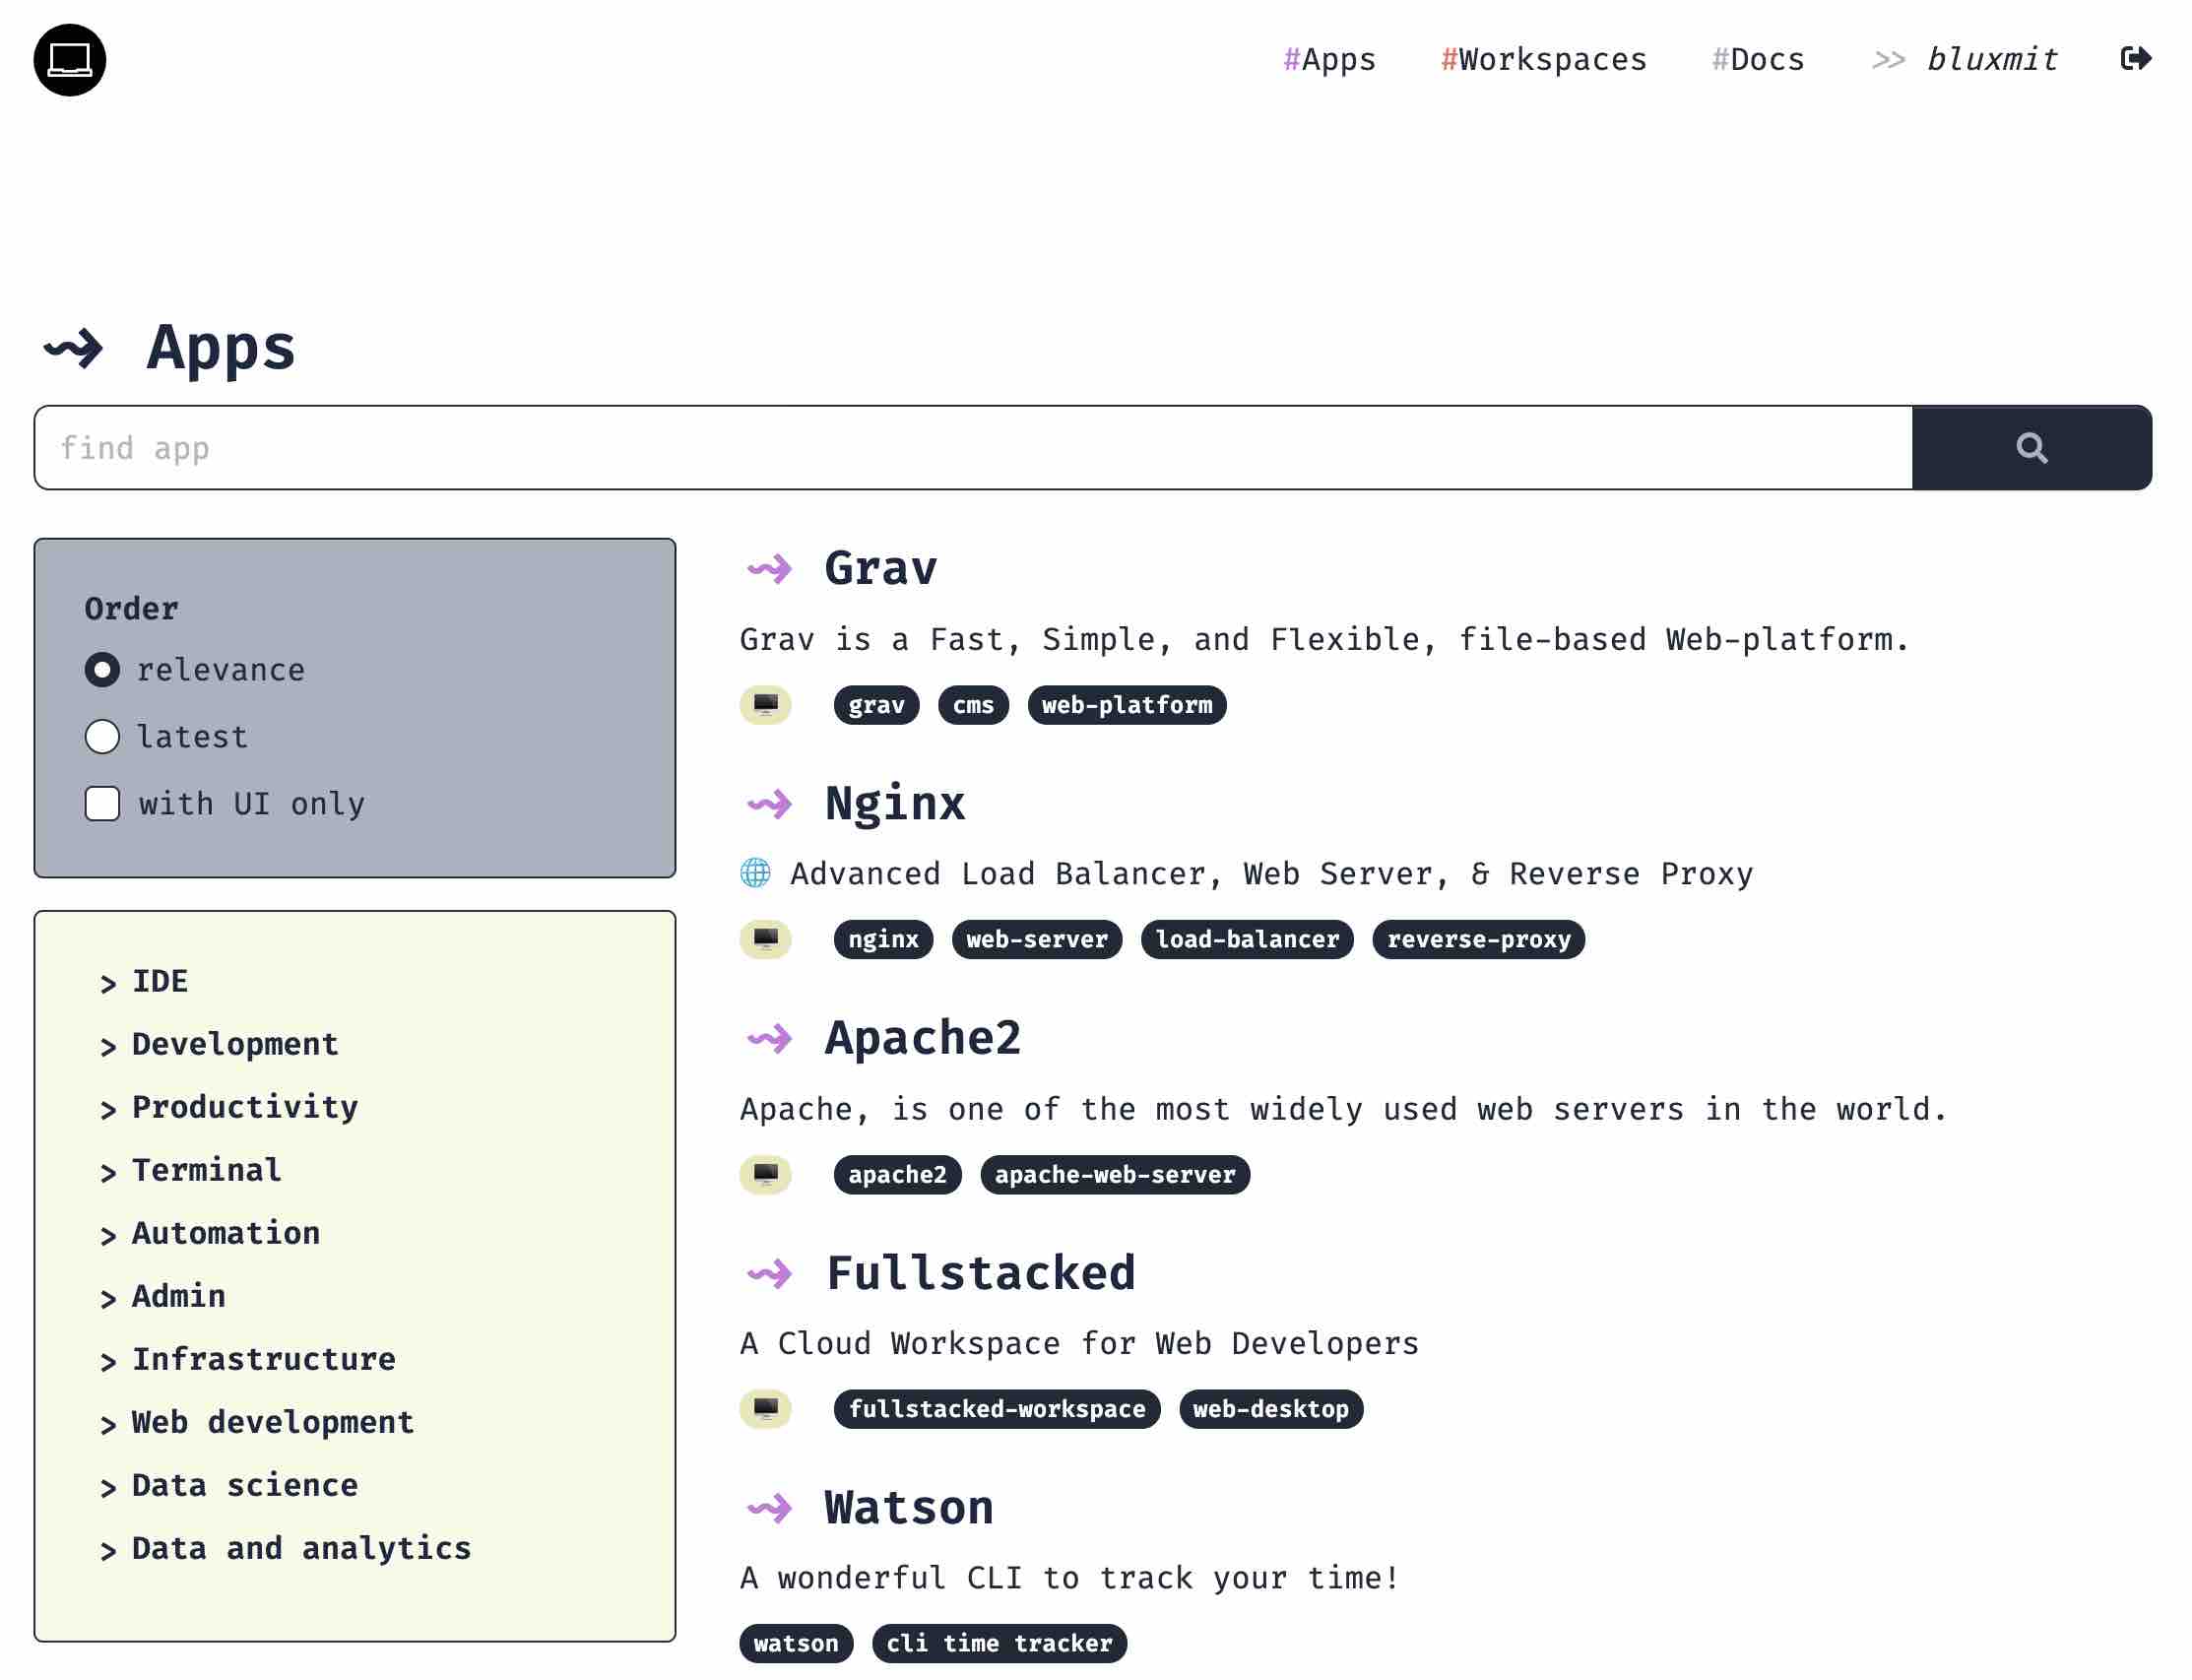 #Apps #Workspaces #Docs >> bluxmit
Apps
find app
Order
relevance
latest
with UI only
> IDE
> Development
> Productivity
> Terminal
> Automation
> Admin
> Infrastructure
> Web development
> Data science
> Data and analytics
Grav
Grav is a Fast, Simple, and Flexible, file-based Web-platform.
grav cms web-platform
Nginx
Advanced Load Balancer, Web Server, & Reverse Proxy
nginx web-server load-balancer reverse-proxy
Apache2
Apache, is one of the most widely used web servers in the world.
apache2 apache-web-server
Fullstacked
A Cloud Workspace for Web Developers
fullstacked-workspace web-desktop
Watson
A wonderful CLI to track your time!
watson cli time tracker